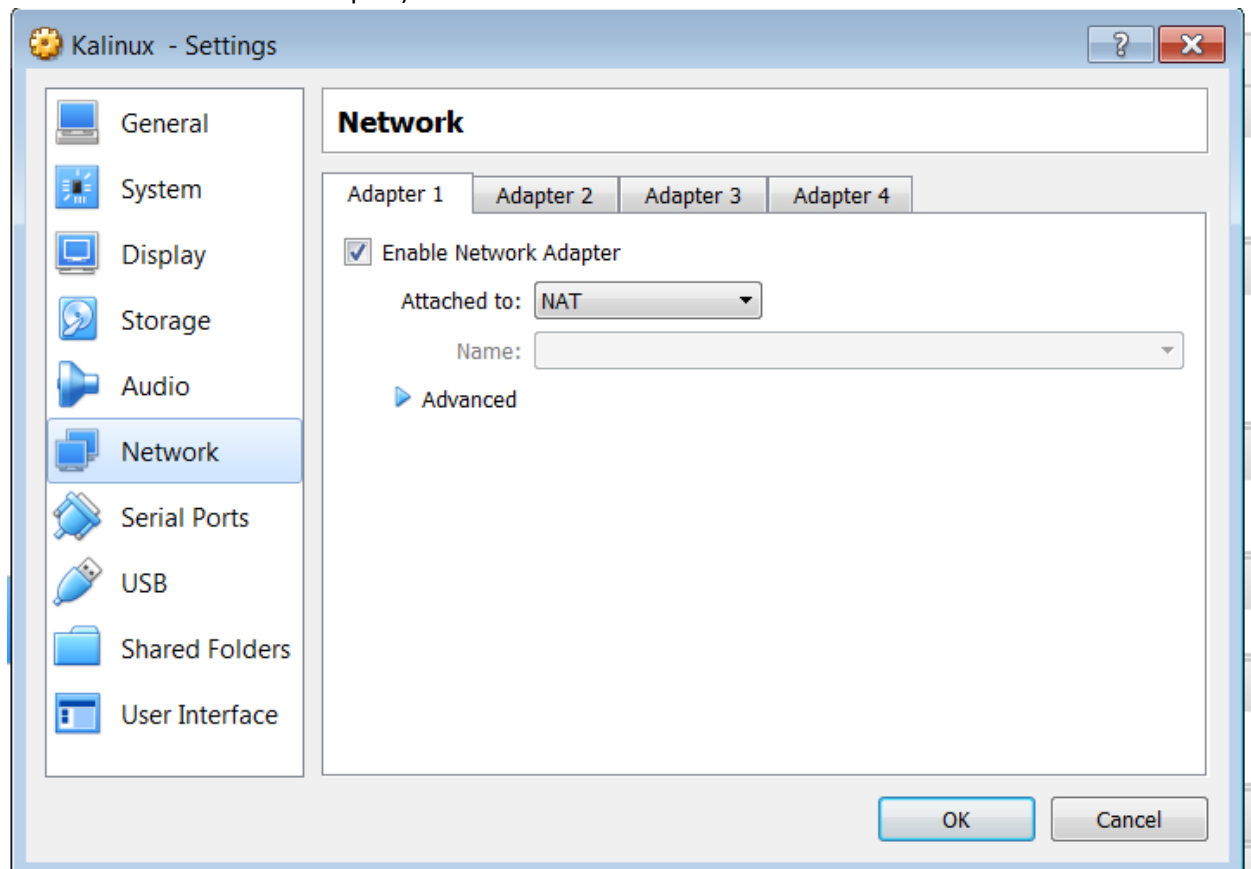 Kalinux - Settings
General
System
Display
Storage
Audio
Network
Serial Ports
USB
Shared Folders
User Interface
Network
Adapter 1 Adapter 2 Adapter 3 Adapter 4
Enable Network Adapter
Attached to: NAT
Name:
Advanced
OK Cancel